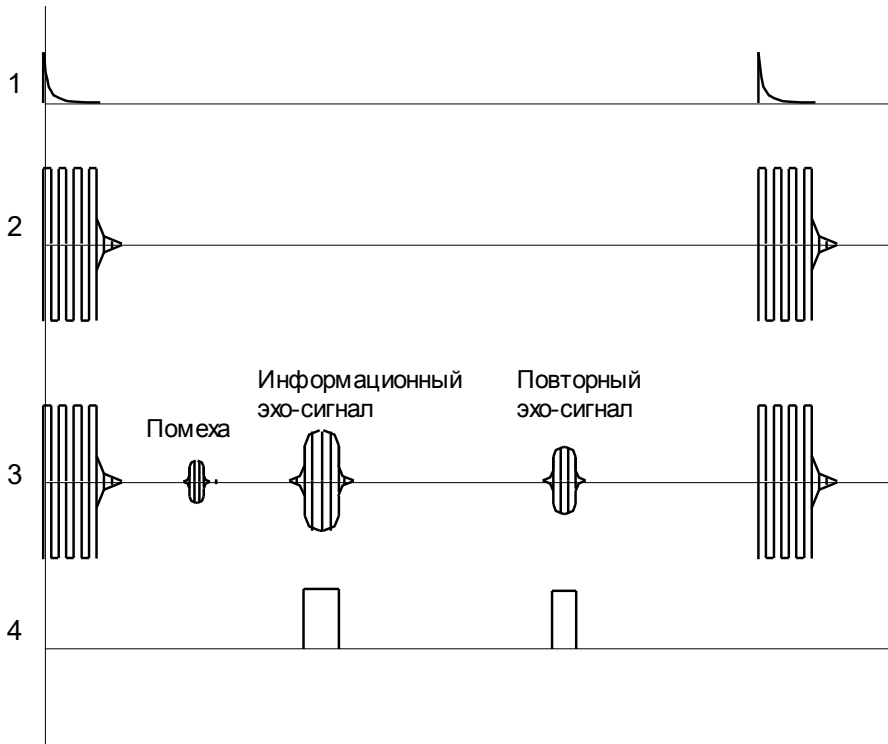 1
2
Информационный
эхо-сигнал
Повторный
эхо-сигнал
Помеха
3
4